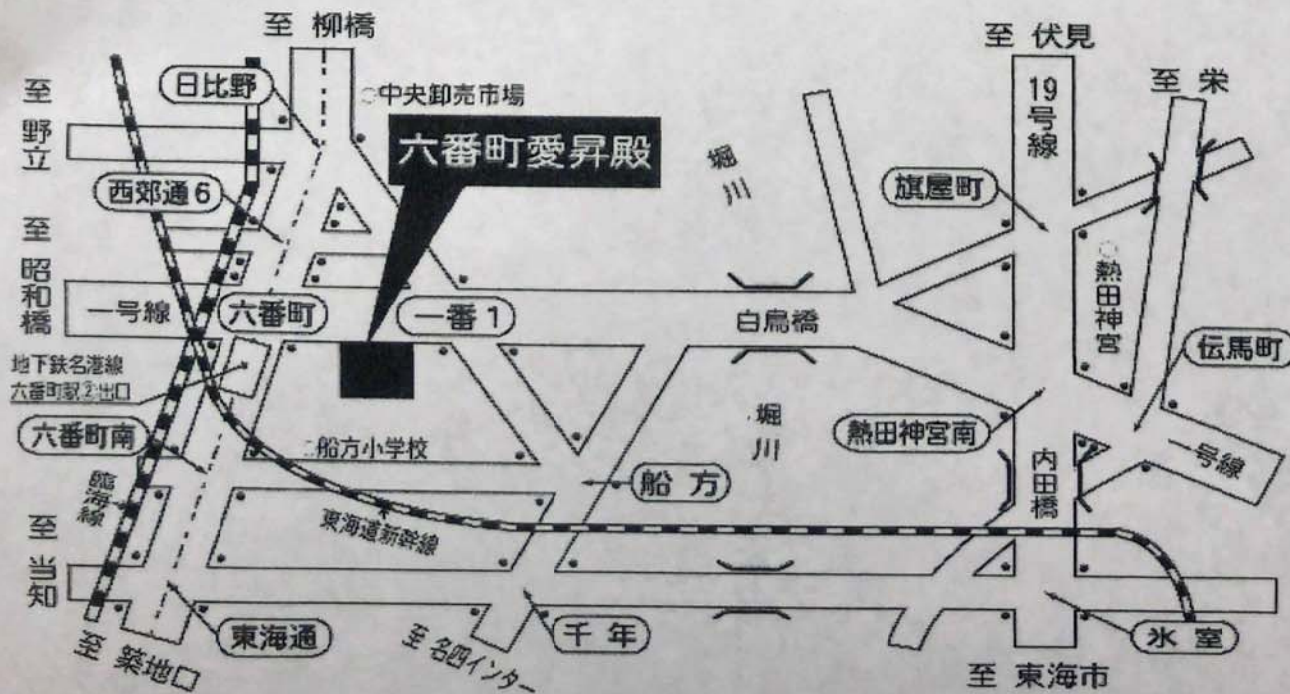 至 柳橋
至 伏見
至 栄
日比野
中央卸売市場
19号線
至 野立
六番町愛昇殿
堀川
旗屋町
西郊通6
至 昭和橋
熱田神宮
一号線
六番町
一番1
白鳥橋
伝馬町
地下鉄名港線
六番町駅②出口
堀川
六番町南
熱田神宮南
船方小学校
一号線
内田橋
船方
臨海線
東海道新幹線
至 当知
東海通
千年
氷室
至 築地口
至 名四インター
至 東海市